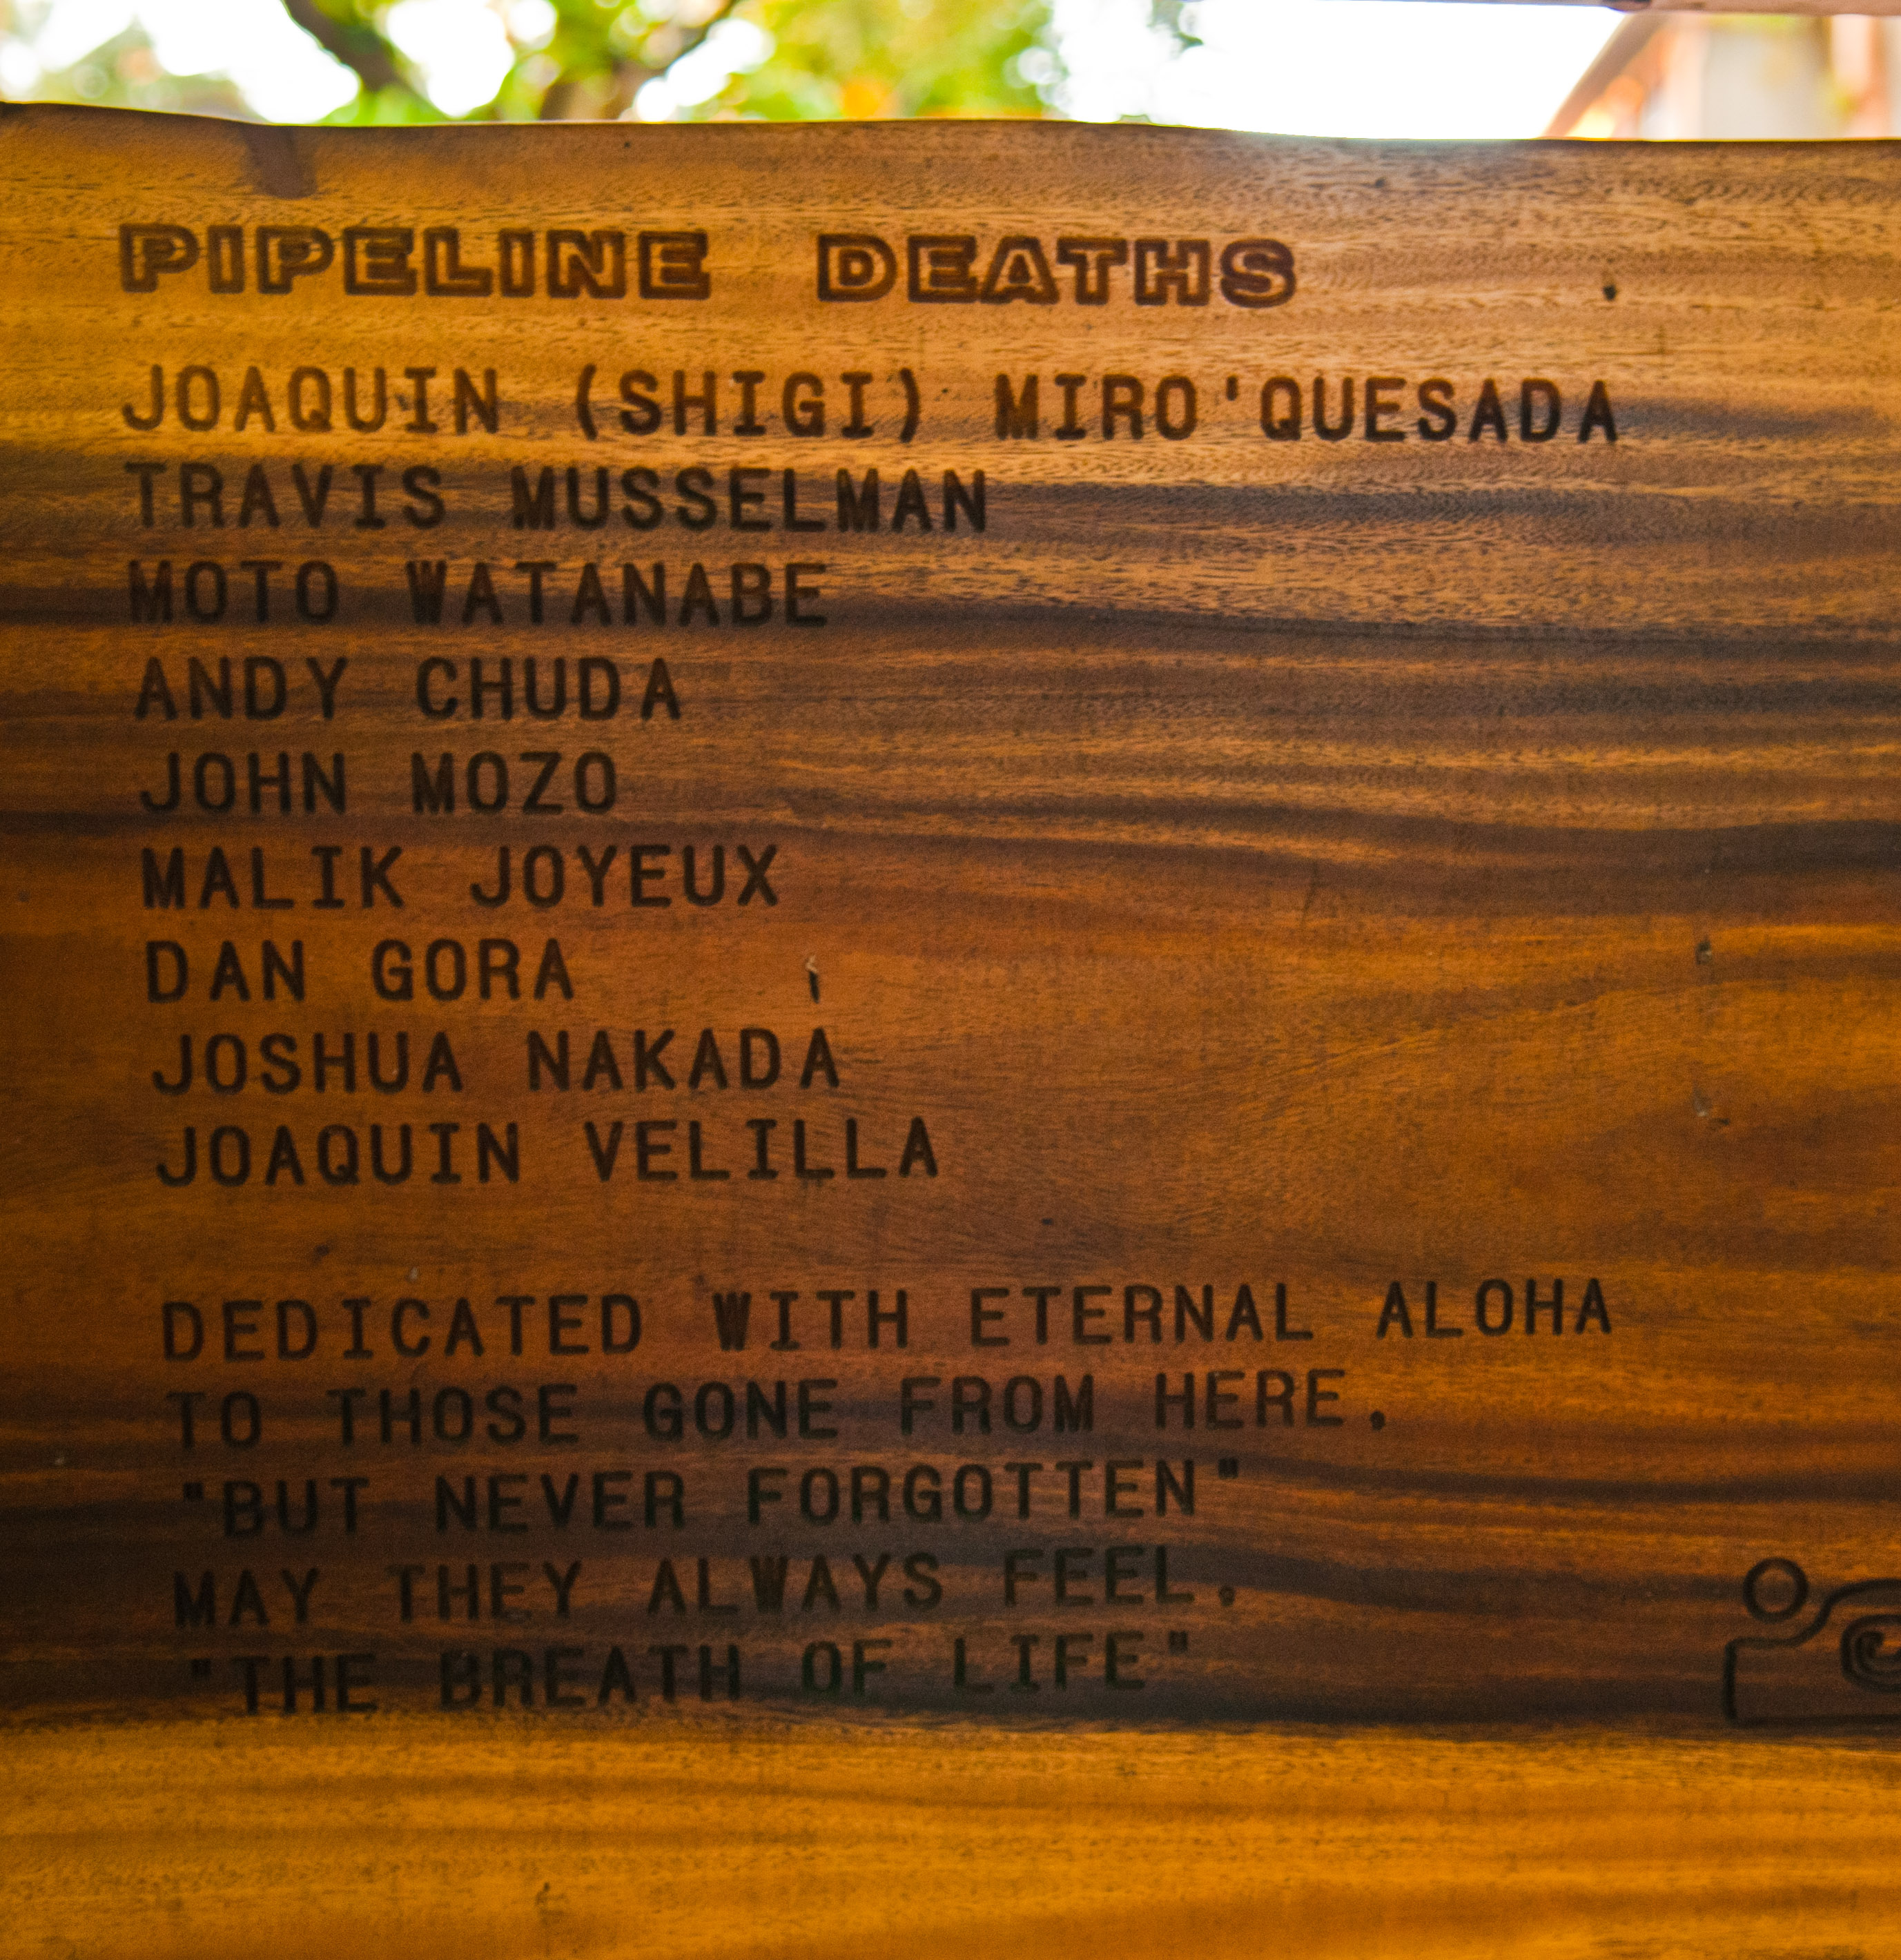 PIPELINE DEATHS
JOAQUIN (SHIGI) MIRO'QUESADA
TRAVIS MUSSELMAN
MOTO WATANABE
ANDY CHUDA
JOHN MOZO
MALIK JOYEUX
DAN GORA
JOSHUA NAKADA
JOAQUIN VELILLA
DEDICATED WITH ETERNAL ALOHA
TO THOSE GONE FROM HERE,
"BUT NEVER FORGOTTEN"
MAY THEY ALWAYS FEEL,
"THE BREATH OF LIFE"